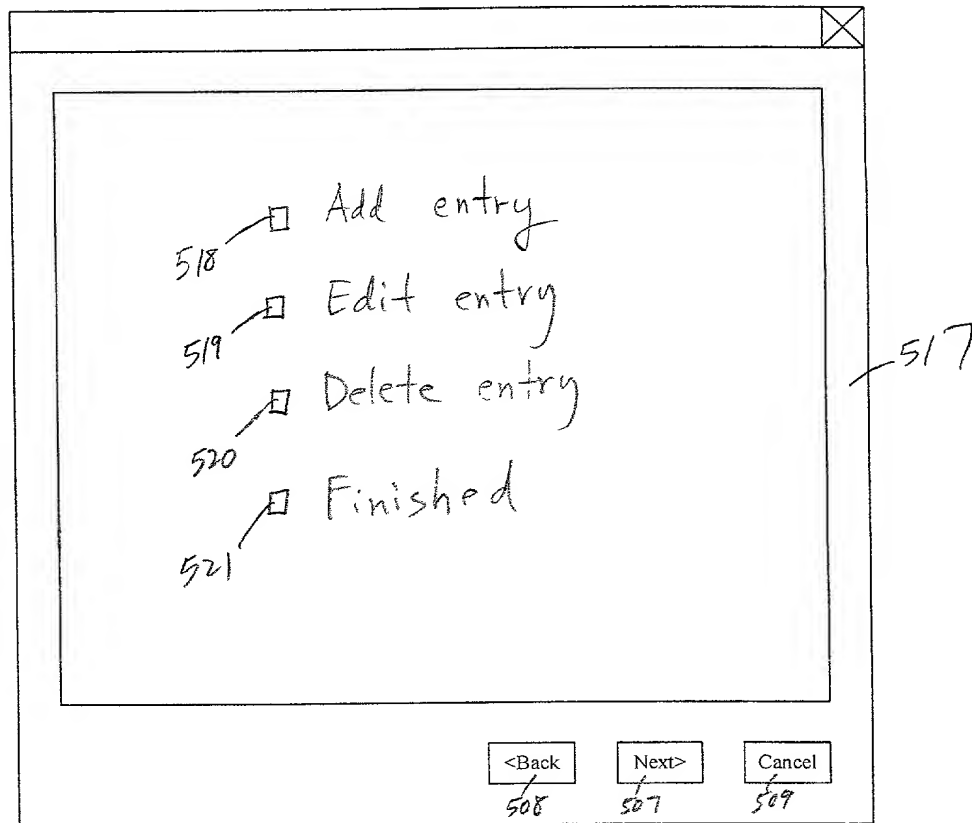 Add entry
518
Edit entry
519
517
Delete entry
520
Finished
521
<Back Next> Cancel
508 507 509